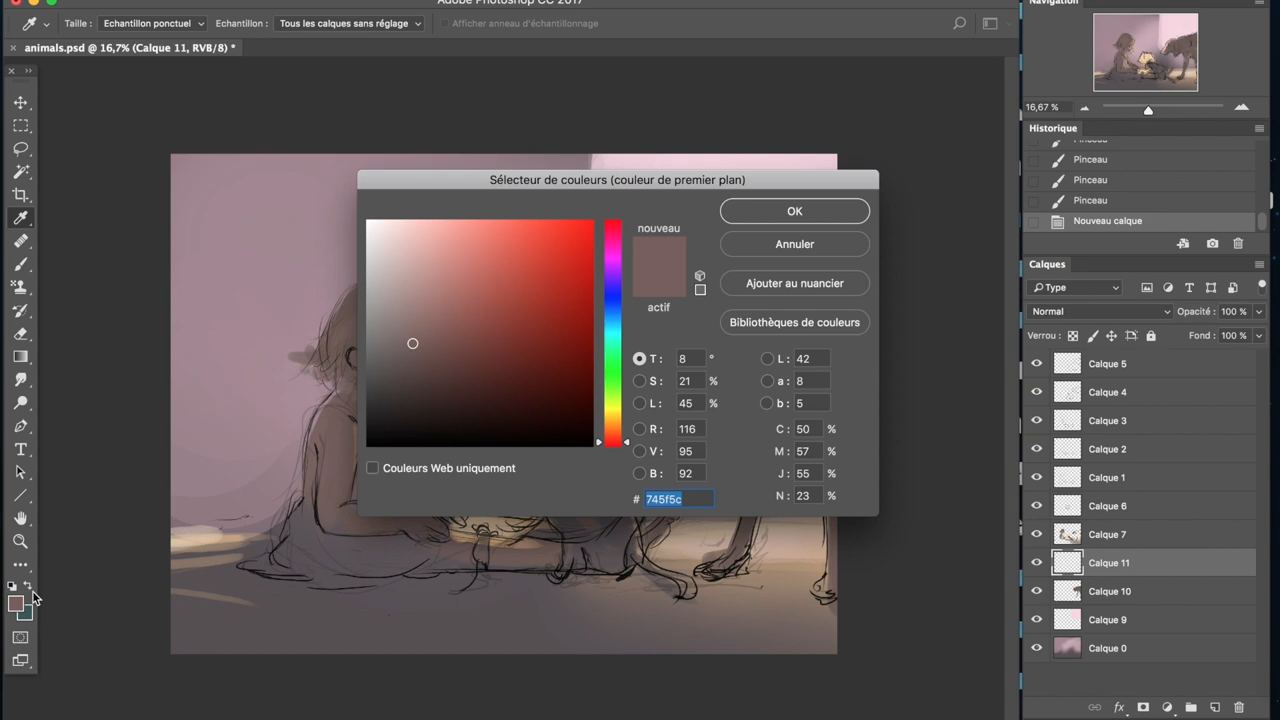 Adobe Photoshop CC 2017
Navigation
Taille : Echantillon ponctuel Echantillon : Tous les calques sans réglage Afficher anneau d'échantillonnage
animals.psd @ 16,7% (Calque 11, RVB/8) *
16,67 %
Historique
Pinceau
Pinceau
Pinceau
Nouveau calque
Sélecteur de couleurs (couleur de premier plan)
nouveau
actif
OK
Annuler
Ajouter au nuancier
Bibliothèques de couleurs
T : 8 °
S : 21 %
L : 45 %
R : 116
V : 95
B : 92
# 745f5c
L : 42
a : 8
b : 5
C : 50 %
M : 57 %
J : 55 %
N : 23 %
Couleurs Web uniquement
Calques
Type
Normal Opacité : 100 %
Verrou : Fond : 100 %
Calque 5
Calque 4
Calque 3
Calque 2
Calque 1
Calque 6
Calque 7
Calque 11
Calque 10
Calque 9
Calque 0
fx